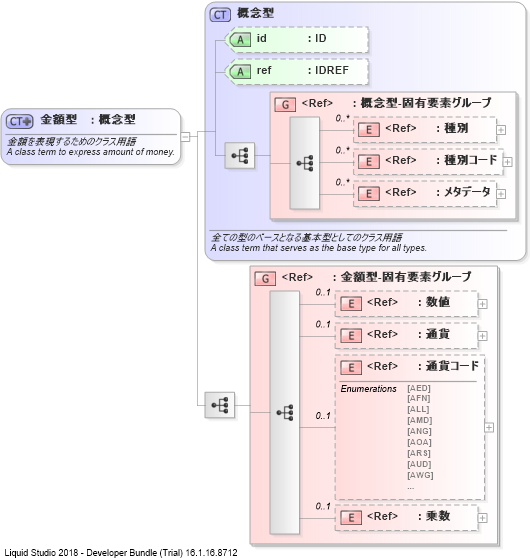 CT 概念型
A id : ID
A ref : IDREF
G <Ref> : 概念型-固有要素グループ
0..*
E <Ref> : 種別
0..*
E <Ref> : 種別コード
0..*
E <Ref> : メタデータ
全ての型のベースとなる基本型としてのクラス用語
A class term that serves as the base type for all types.
CT 金額型 : 概念型
金額を表現するためのクラス用語
A class term to express amount of money.
G <Ref> : 金額型-固有要素グループ
0..1
E <Ref> : 数値
0..1
E <Ref> : 通貨
E <Ref> : 通貨コード
Enumerations [AED]
[AFN]
[ALL]
0..1
[AMD]
[ANG]
[AOA]
[ARS]
[AUD]
[AWG]
...
0..1
E <Ref> : 乗数
Liquid Studio 2018 - Developer Bundle (Trial) 16.1.16.8712